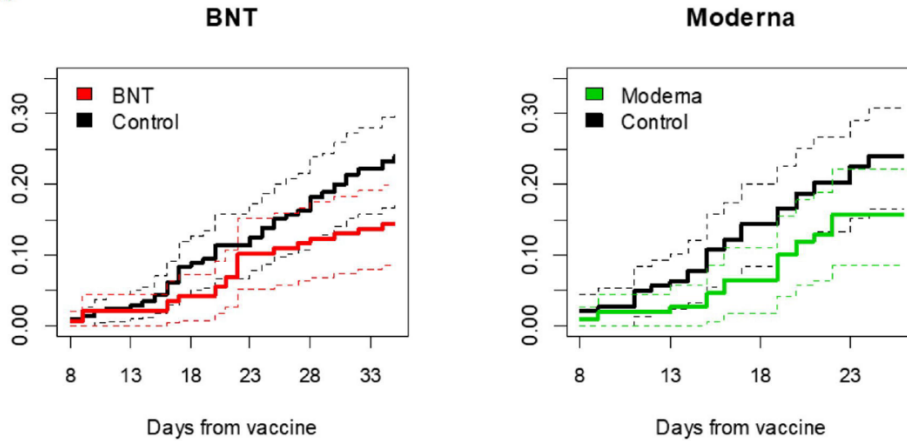 BNT
BNT
Control
0.00 0.10 0.20 0.30
8 13 18 23 28 33
Days from vaccine
Moderna
Moderna
Control
0.00 0.10 0.20 0.30
8 13 18 23
Days from vaccine